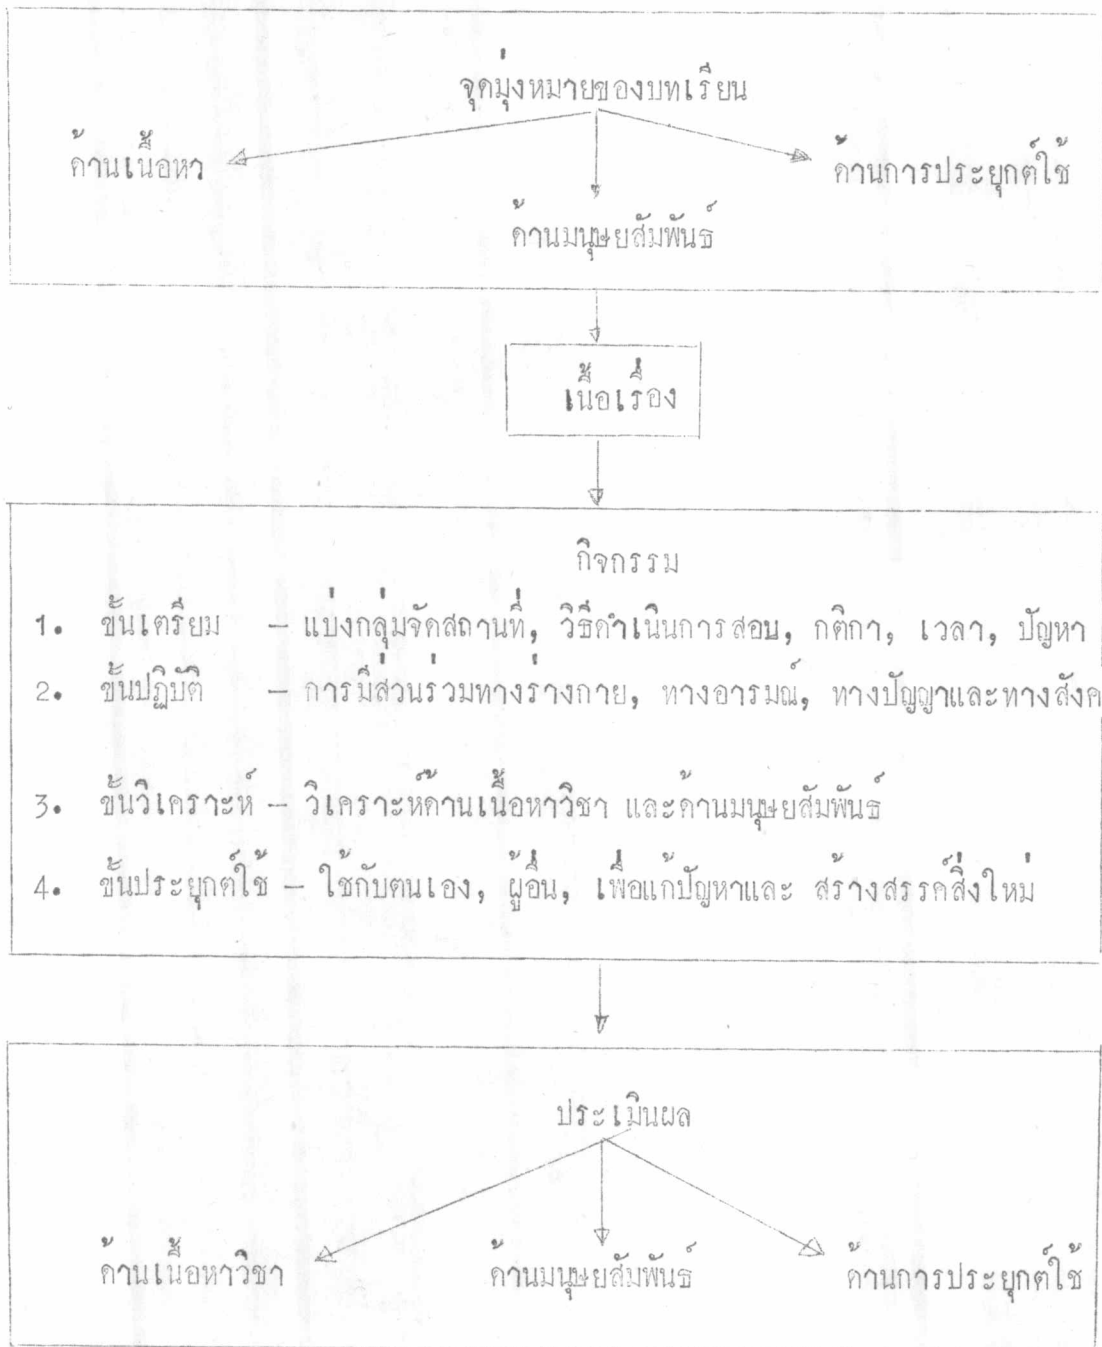 จุดมุ่งหมายของบทเรียน
ด้านเนื้อหา
ด้านการประยุกต์ใช้
ด้านมนุษยสัมพันธ์
เนื้อเรื่อง
กิจกรรม
1. ขั้นเตรียม – แบ่งกลุ่มจัดสถานที่, วิธีดำเนินการสอน, กติกา, เวลา, ปัญหา
2. ขั้นปฏิบัติ – การมีส่วนร่วมทางร่างกาย, ทางอารมณ์, ทางปัญญาและทางสังค
3. ขั้นวิเคราะห์ – วิเคราะห์ด้านเนื้อหาวิชา และด้านมนุษยสัมพันธ์
4. ขั้นประยุกต์ใช้ – ใช้กับตนเอง, ผู้อื่น, เพื่อแก้ปัญหาและ สร้างสรรค์สิ่งใหม่
ประเมินผล
ด้านเนื้อหาวิชา ด้านมนุษยสัมพันธ์ ด้านการประยุกต์ใช้